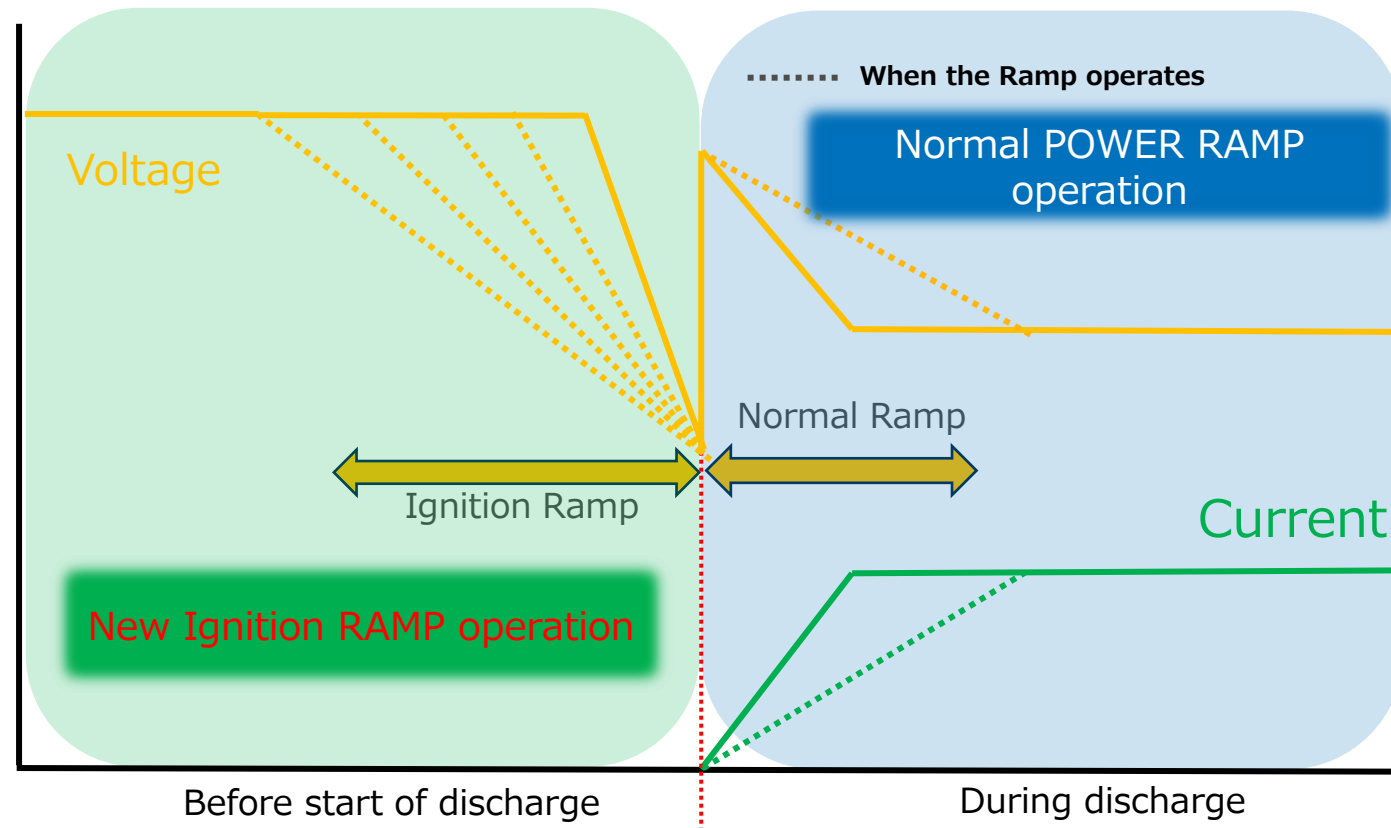 When the Ramp operates
Normal POWER RAMP
operation
Voltage
Normal Ramp
Ignition Ramp
Current
New Ignition RAMP operation
Before start of discharge
During discharge